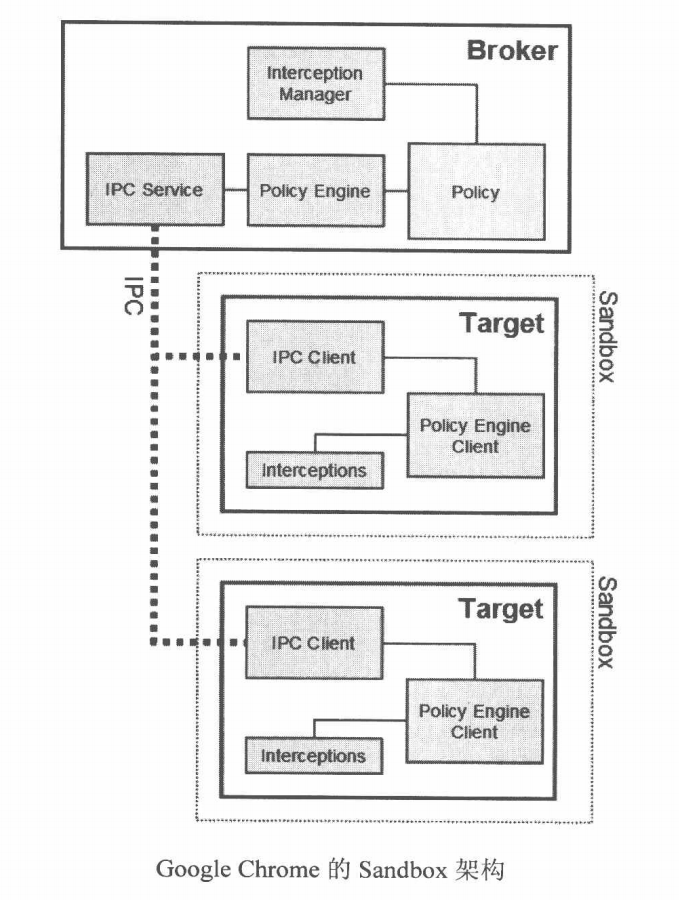 Broker
Interception
Manager
IPC Service
Policy Engine
Policy
IPC
Sandbox
Target
IPC Client
Policy Engine
Client
Interceptions
Sandbox
Target
IPC Client
Policy Engine
Client
Interceptions
Google Chrome 的 Sandbox 架构